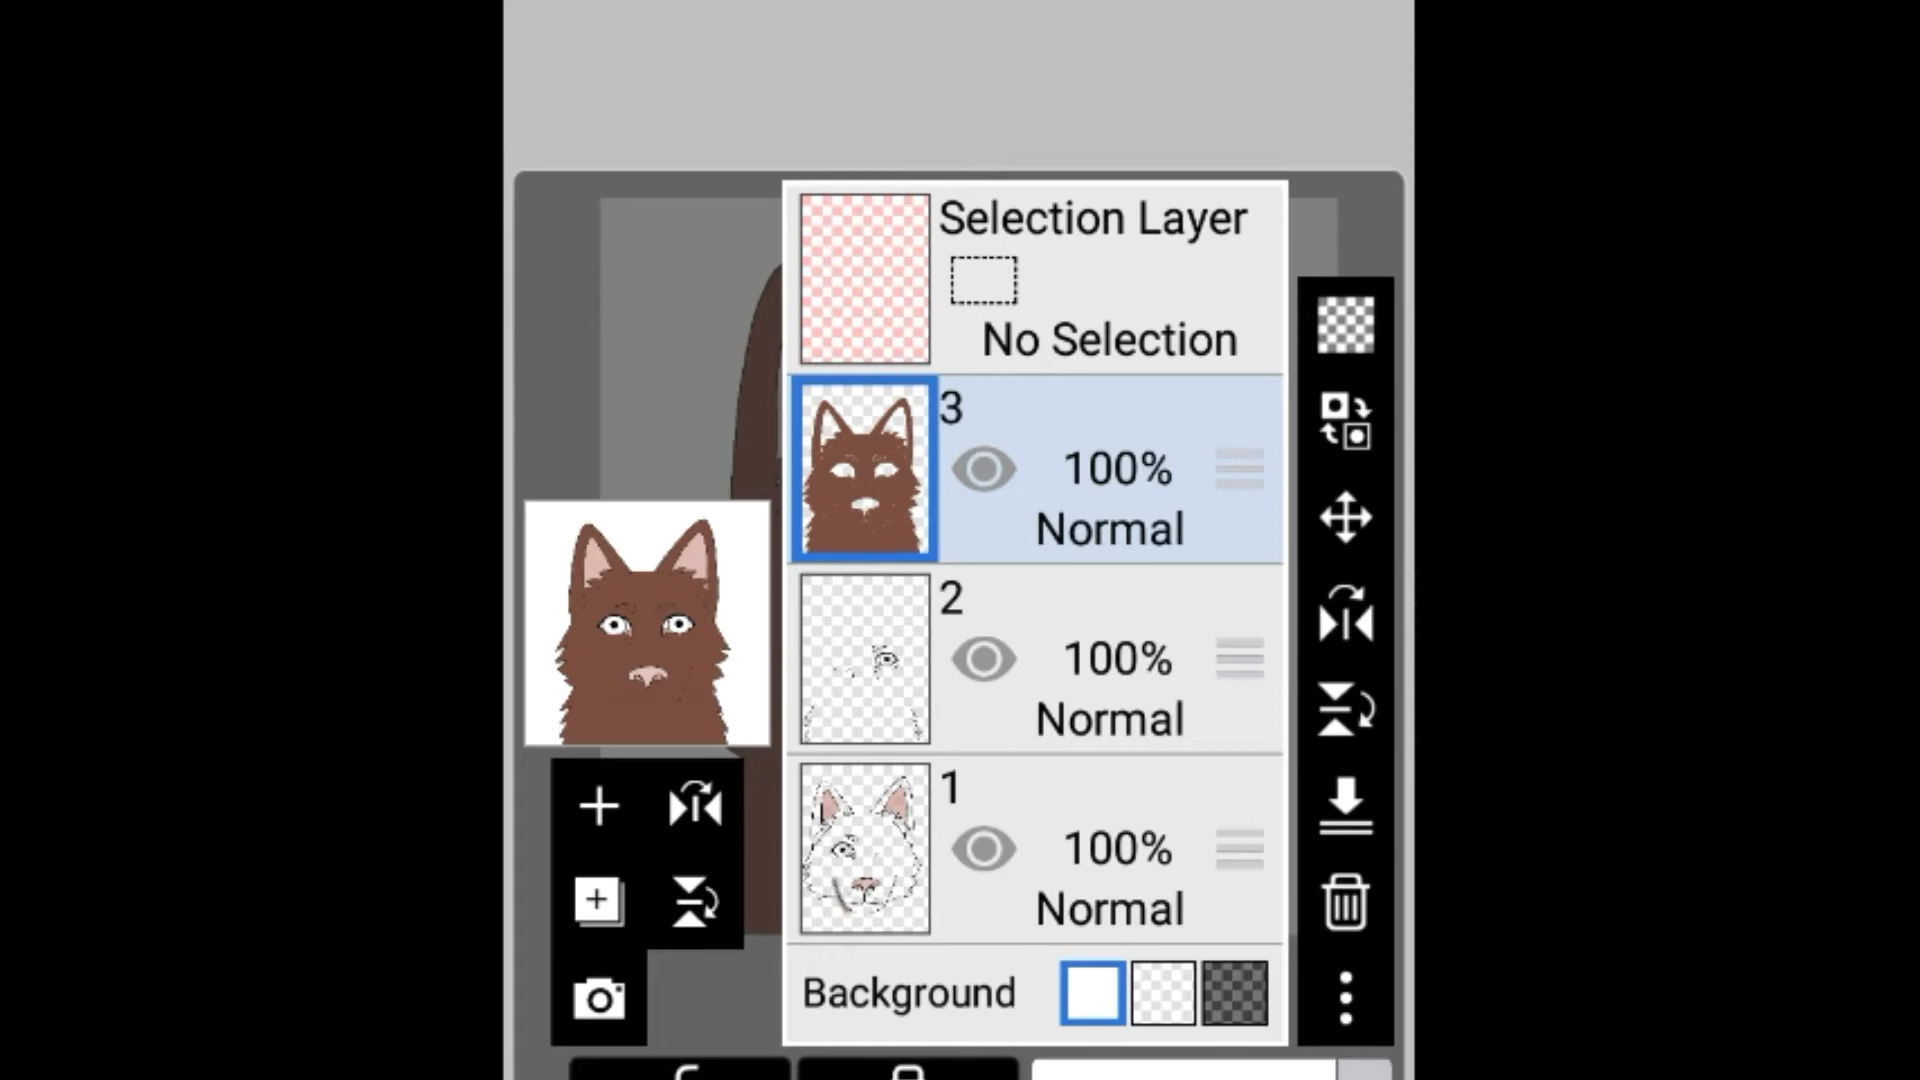 Selection Layer
No Selection
3
100%
Normal
2
100%
Normal
1
100%
Normal
Background